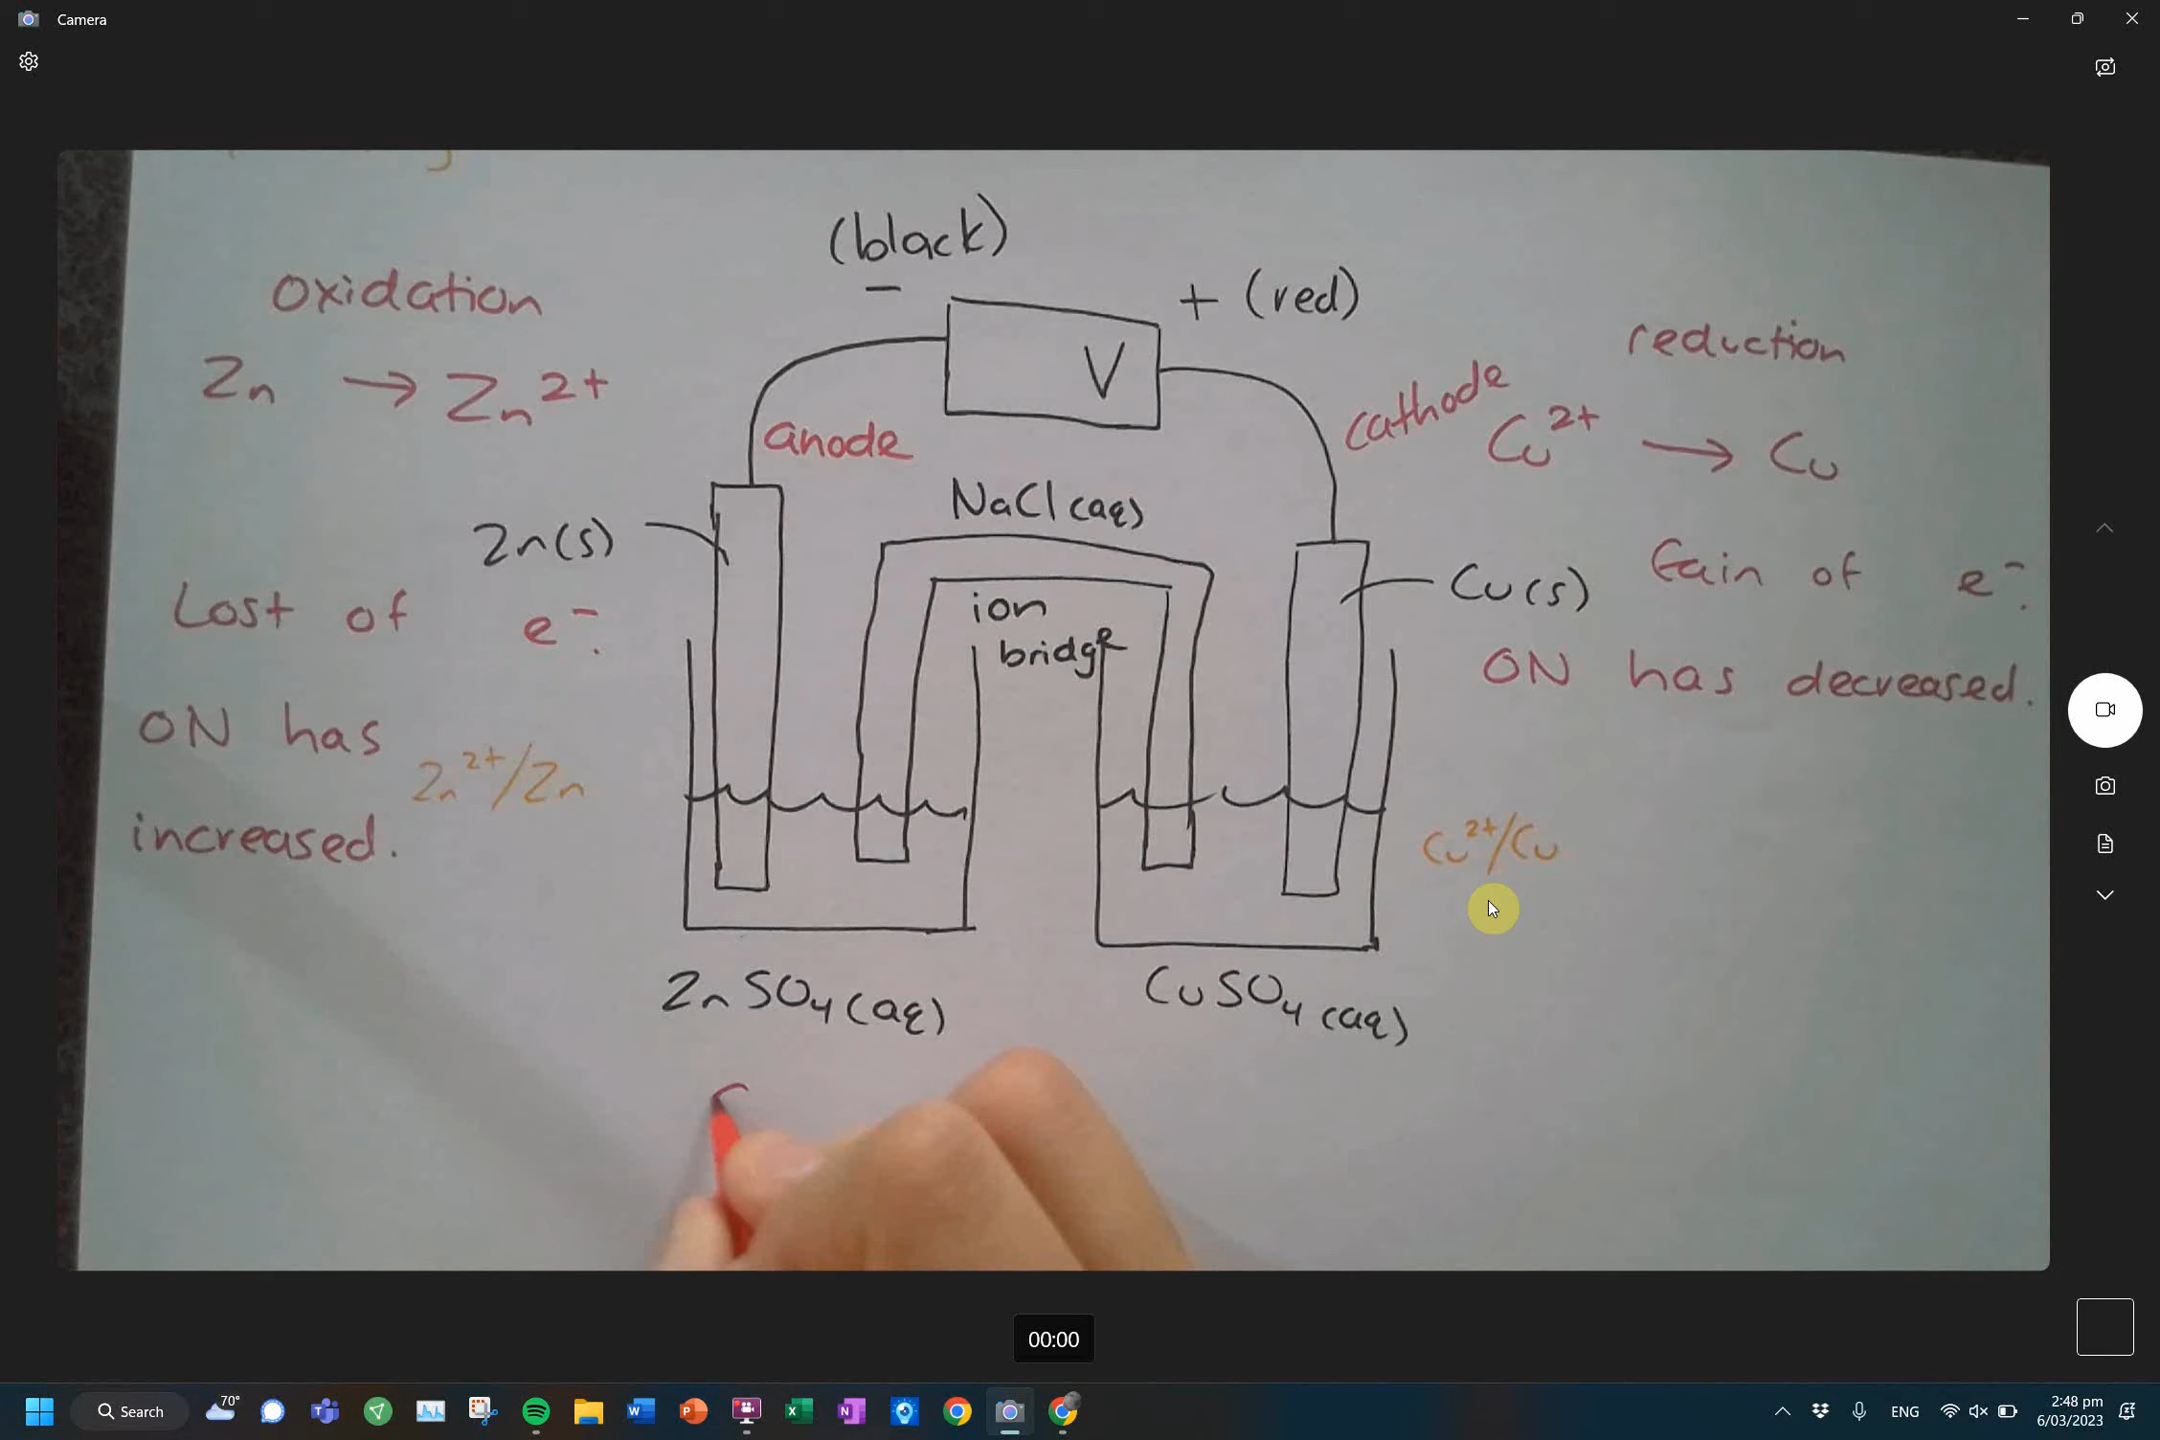 Camera
(black)
−
+ (red)
V
oxidation
Zn → Zn²⁺
anode
cathode
reduction
Cu²⁺ → Cu
NaCl(aq)
Zn(s)
ion
bridge
Cu(s)
Lost of e⁻.
Gain of e⁻.
ON has
increased.
ON has decreased.
Zn²⁺/Zn
Cu²⁺/Cu
ZnSO₄(aq)
CuSO₄(aq)
00:00
70°
Search
ENG
2:48 pm
6/03/2023